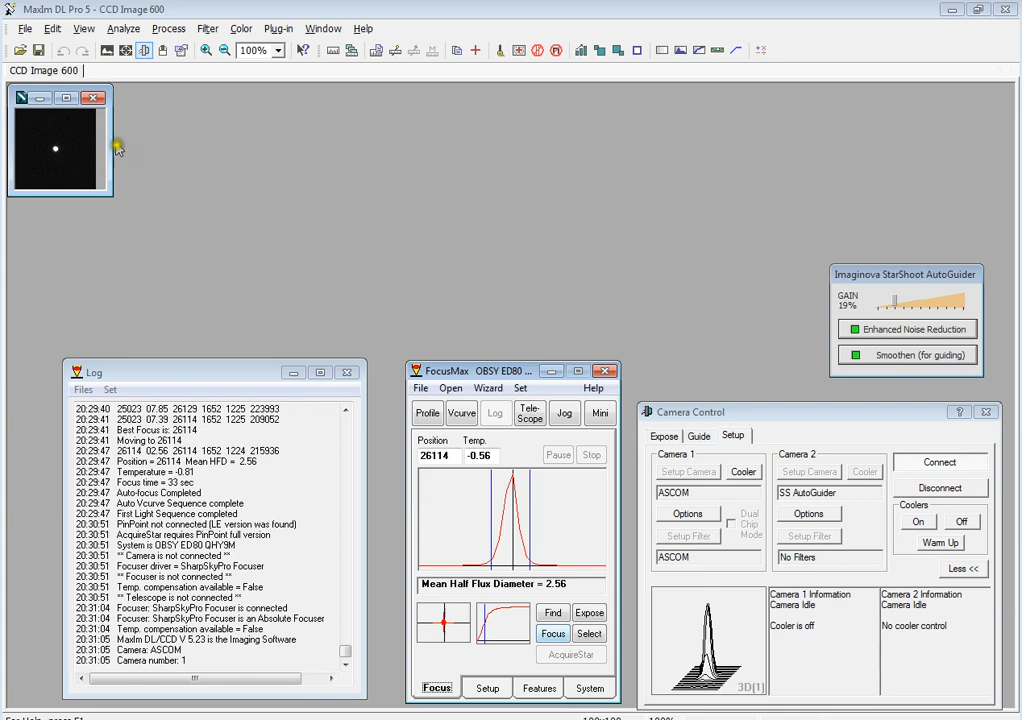 MaxIm DL Pro 5 - CCD Image 600
File Edit View Analyze Process Filter Color Plug-in Window Help
100%
CCD Image 600
Imaginova StarShoot AutoGuider
GAIN
19%
Enhanced Noise Reduction
Smoothen (for guiding)
Log
Files Set
20:29:40 25023 07.85 26129 1652 1225 223993
20:29:41 25023 07.39 26114 1652 1225 209052
20:29:41 Best Focus is: 26114
20:29:41 Moving to 26114
20:29:47 26114 02.56 26114 1652 1224 215936
20:29:47 Position = 26114 Mean HFD = 2.56
20:29:47 Temperature = -0.81
20:29:47 Focus time = 33 sec
20:29:47 Auto-focus Completed
20:29:47 Auto Vcurve Sequence complete
20:29:47 First Light Sequence completed
20:30:51 PinPoint not connected (LE version was found)
20:30:51 AcquireStar requires PinPoint full version
20:30:51 System is OBSY ED80 QHY9M
20:30:51 ** Camera is not connected **
20:30:51 Focuser driver = SharpSkyPro Focuser
20:30:51 ** Focuser is not connected **
20:30:51 Temp. compensation available = False
20:30:51 ** Telescope is not connected **
20:31:04 Focuser: SharpSkyPro Focuser is connected
20:31:04 Focuser: SharpSkyPro Focuser is an Absolute Focuser
20:31:04 Temp. compensation available = False
20:31:05 MaxIm DL/CCD V 5.23 is the Imaging Software
20:31:05 Camera: ASCOM
20:31:05 Camera number: 1
FocusMax OBSY ED80 ...
File Open Wizard Set Help
Profile Vcurve Log Tele-Scope Jog Mini
Position Temp.
26114 -0.56 Pause Stop
Mean Half Flux Diameter = 2.56
Find Expose
Focus Select
AcquireStar
Focus Setup Features System
Camera Control
Expose Guide Setup
Camera 1 Camera 2
Setup Camera Cooler Setup Camera Cooler Connect
ASCOM SS AutoGuider Disconnect
Options Dual Chip Mode Options Coolers
On Off
Setup Filter Setup Filter Warm Up
ASCOM No Filters
Less <<
Camera 1 Information Camera 2 Information
Camera Idle Camera Idle
Cooler is off No cooler control
3D[1]
For Help, press F1 100x100 100%